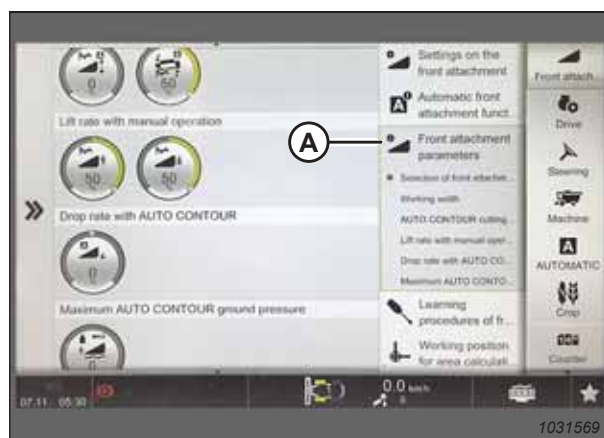 Settings on the
front attachment
Automatic front
attachment funct...
Front attachment
parameters
Selection of front attachm...
Working width
AUTO CONTOUR cutting...
Lift rate with manual oper...
Drop rate with AUTO CO...
Maximum AUTO CONTO...
Learning
procedures of fr...
Working position
for area calculati...
0
50
Lift rate with manual operation
50
50
Drop rate with AUTO CONTOUR
0
Maximum AUTO CONTOUR ground pressure
A
Front attach...
Drive
Steering
Machine
A
AUTOMATIC
Crop
Counter
07.11. 05:30
0.0 km/h
1031569